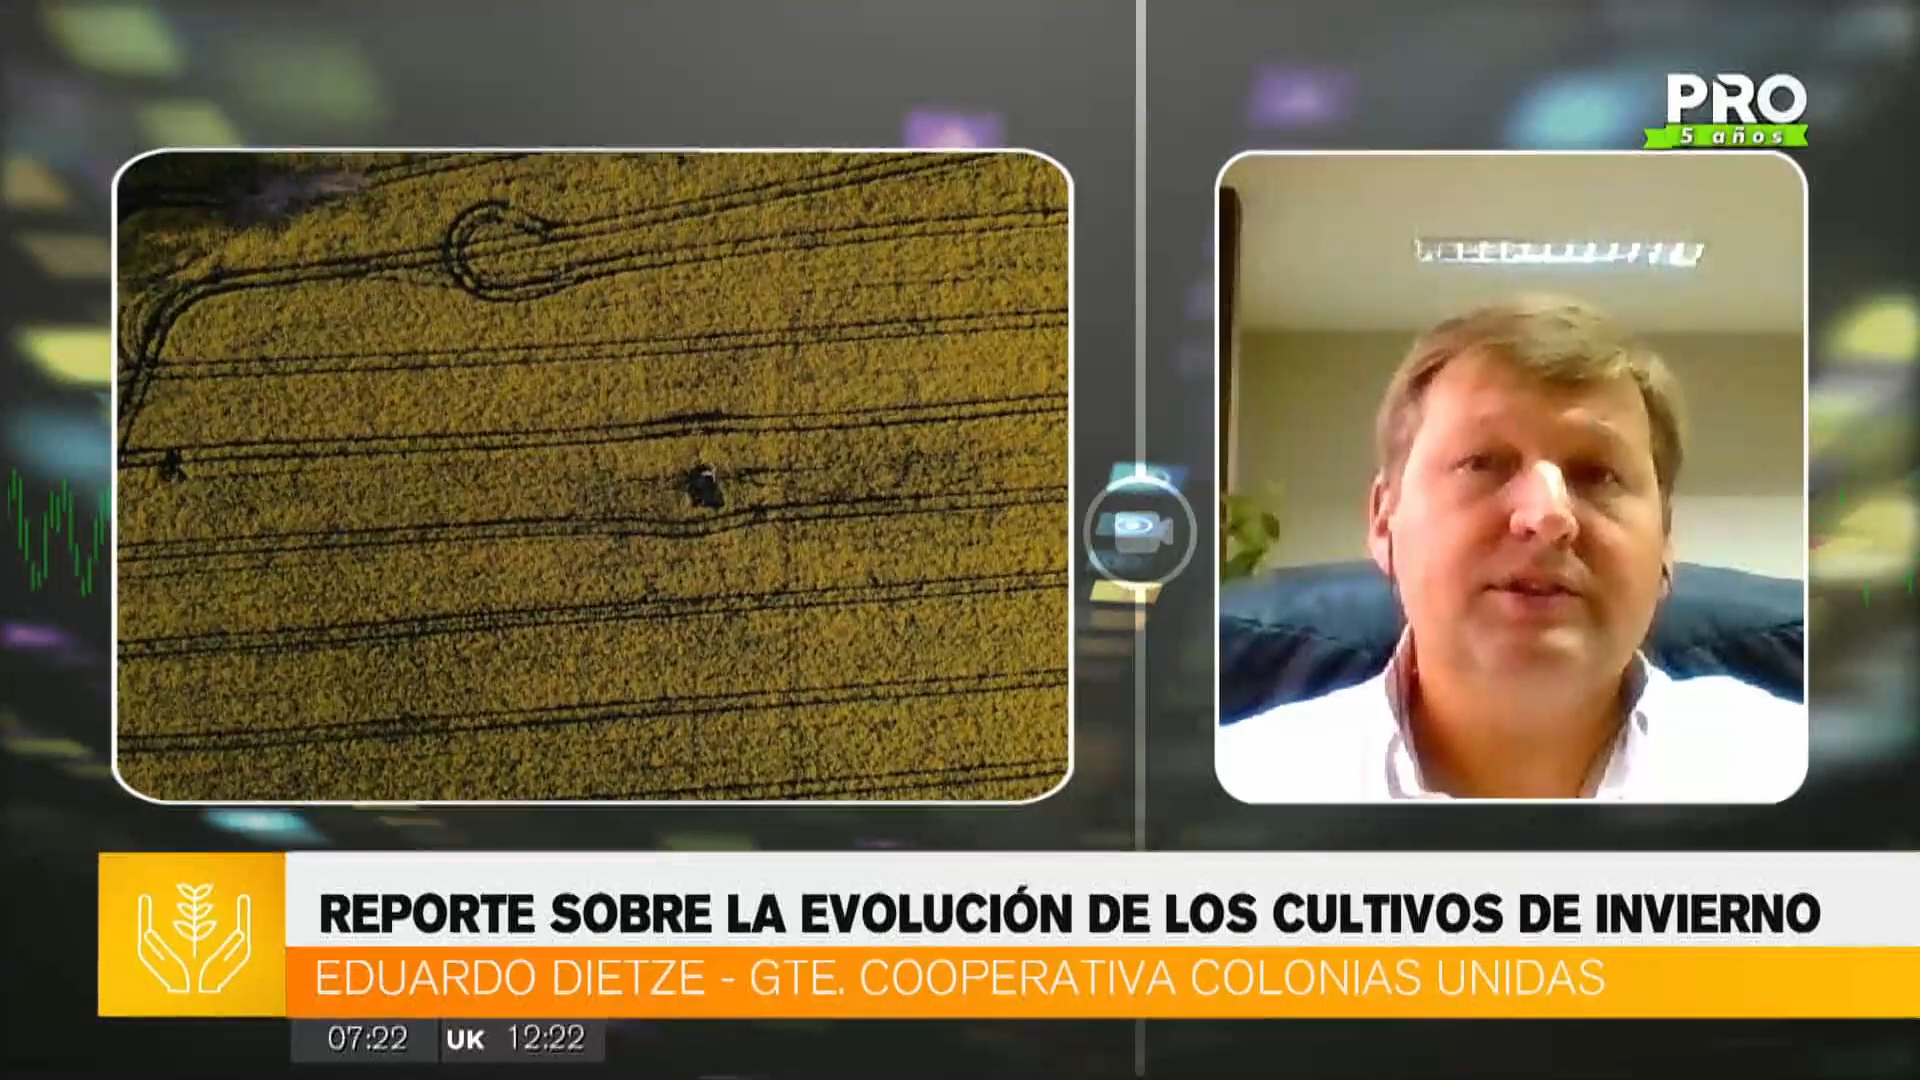 PRO
5 años
REPORTE SOBRE LA EVOLUCIÓN DE LOS CULTIVOS DE INVIERNO
EDUARDO DIETZE - GTE. COOPERATIVA COLONIAS UNIDAS
07:22 UK 12:22